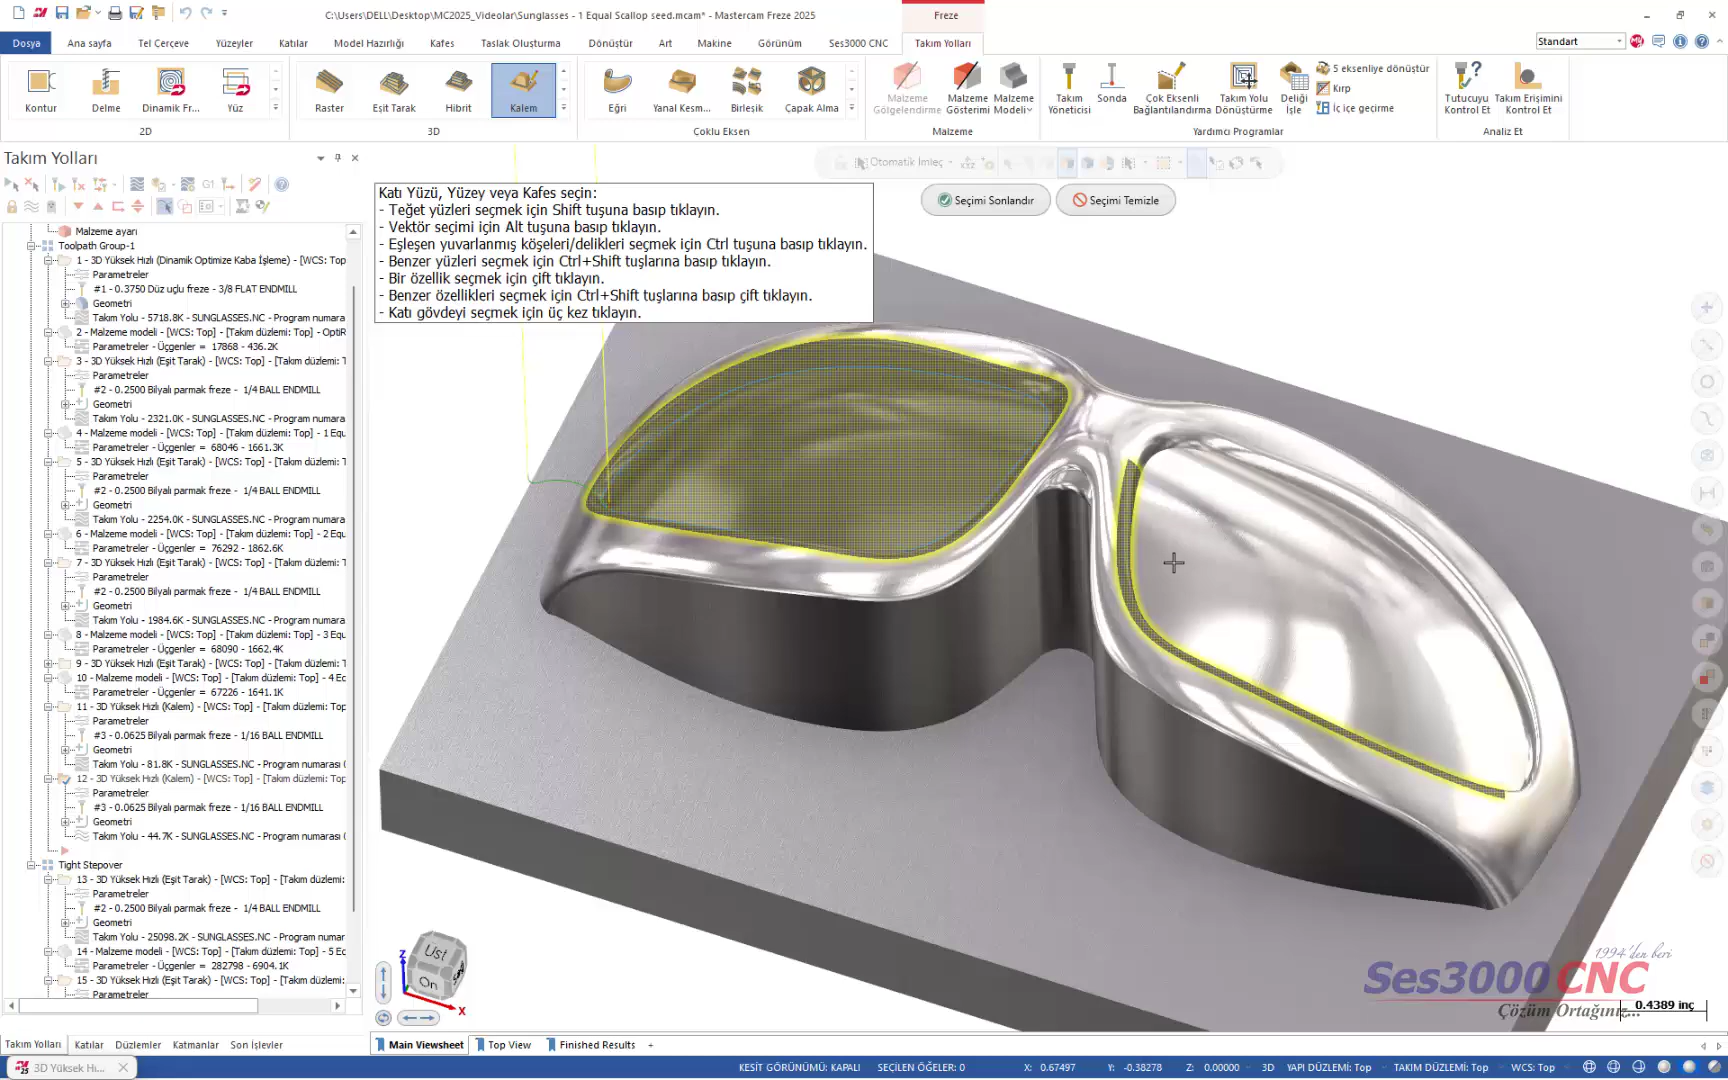 C:\Users\DELL\Desktop\MC2025_Videolar\Sunglasses - 1 Equal Scallop seed.mcam* - Mastercam Freze 2025
Freze
Dosya
Ana sayfa
Tel Çerçeve
Yüzeyler
Katılar
Model Hazırlığı
Kafes
Taslak Oluşturma
Dönüştür
Art
Makine
Görünüm
Ses3000 CNC
Takım Yolları
Standart
Kontur
Delme
Dinamik Fr...
Yüz
Raster
Eşit Tarak
Hibrit
Kalem
Eğri
Yanal Kesm...
Birleşik
Çapak Alma
Malzeme Gölgelendirme
Malzeme Gösterimi
Malzeme Modeli
Takım Yöneticisi
Sonda
Çok Eksenli Bağlantılandırma
Takım Yolu Dönüştürme
Deliği İşle
5 eksenliye dönüştür
Kırp
İç içe geçirme
Tutucuyu Kontrol Et
Takım Erişimini Kontrol Et
2D
3D
Çoklu Eksen
Malzeme
Yardımcı Programlar
Analiz Et
Takım Yolları
Otomatik İmleç
Seçimi Sonlandır
Seçimi Temizle
G1
Katı Yüzü, Yüzey veya Kafes seçin:
- Teğet yüzleri seçmek için Shift tuşuna basıp tıklayın.
- Vektör seçimi için Alt tuşuna basıp tıklayın.
- Eşleşen yuvarlanmış köşeleri/delikleri seçmek için Ctrl tuşuna basıp tıklayın.
- Benzer yüzleri seçmek için Ctrl+Shift tuşlarına basıp tıklayın.
- Bir özellik seçmek için çift tıklayın.
- Benzer özellikleri seçmek için Ctrl+Shift tuşlarına basıp çift tıklayın.
- Katı gövdeyi seçmek için üç kez tıklayın.
Malzeme ayarı
Toolpath Group-1
1 - 3D Yüksek Hızlı (Dinamik Optimize Kaba İşleme) - [WCS: Top
Parametreler
#1 - 0.3750 Düz uçlu freze - 3/8 FLAT ENDMILL
Geometri
Takım Yolu - 5718.8K - SUNGLASSES.NC - Program numara
2 - Malzeme modeli - [WCS: Top] - [Takım düzlemi: Top] - OptiR
Parametreler - Üçgenler = 17868 - 436.2K
3 - 3D Yüksek Hızlı (Eşit Tarak) - [WCS: Top] - [Takım düzlemi: T
Parametreler
#2 - 0.2500 Bilyalı parmak freze - 1/4 BALL ENDMILL
Geometri
Takım Yolu - 2321.0K - SUNGLASSES.NC - Program numara
4 - Malzeme modeli - [WCS: Top] - [Takım düzlemi: Top] - 1 Equ
Parametreler - Üçgenler = 68046 - 1661.3K
5 - 3D Yüksek Hızlı (Eşit Tarak) - [WCS: Top] - [Takım düzlemi: T
Parametreler
#2 - 0.2500 Bilyalı parmak freze - 1/4 BALL ENDMILL
Geometri
Takım Yolu - 2254.0K - SUNGLASSES.NC - Program numara
6 - Malzeme modeli - [WCS: Top] - [Takım düzlemi: Top] - 2 Equ
Parametreler - Üçgenler = 76292 - 1862.6K
7 - 3D Yüksek Hızlı (Eşit Tarak) - [WCS: Top] - [Takım düzlemi: T
Parametreler
#2 - 0.2500 Bilyalı parmak freze - 1/4 BALL ENDMILL
Geometri
Takım Yolu - 1984.6K - SUNGLASSES.NC - Program numara
8 - Malzeme modeli - [WCS: Top] - [Takım düzlemi: Top] - 3 Equ
Parametreler - Üçgenler = 68090 - 1662.4K
9 - 3D Yüksek Hızlı (Eşit Tarak) - [WCS: Top] - [Takım düzlemi: T
10 - Malzeme modeli - [WCS: Top] - [Takım düzlemi: Top] - 4 Ec
Parametreler - Üçgenler = 67226 - 1641.1K
11 - 3D Yüksek Hızlı (Kalem) - [WCS: Top] - [Takım düzlemi: Top
Parametreler
#3 - 0.0625 Bilyalı parmak freze - 1/16 BALL ENDMILL
Geometri
Takım Yolu - 81.8K - SUNGLASSES.NC - Program numarası (
12 - 3D Yüksek Hızlı (Kalem) - [WCS: Top] - [Takım düzlemi: Top
Parametreler
#3 - 0.0625 Bilyalı parmak freze - 1/16 BALL ENDMILL
Geometri
Takım Yolu - 44.7K - SUNGLASSES.NC - Program numarası (
Tight Stepover
13 - 3D Yüksek Hızlı (Eşit Tarak) - [WCS: Top] - [Takım düzlemi:
Parametreler
#2 - 0.2500 Bilyalı parmak freze - 1/4 BALL ENDMILL
Geometri
Takım Yolu - 25098.2K - SUNGLASSES.NC - Program numar
14 - Malzeme modeli - [WCS: Top] - [Takım düzlemi: Top] - 5 Ec
Parametreler - Üçgenler = 282798 - 6904.1K
15 - 3D Yüksek Hızlı (Eşit Tarak) - [WCS: Top] - [Takım düzlemi:
Parametreler
Üst
Ön
Z
X
1994'den beri
Ses3000 CNC
Çözüm Ortağınız...
0.4389 inç
Takım Yolları
Katılar
Düzlemler
Katmanlar
Son İşlevler
Main Viewsheet
Top View
Finished Results
+
3D Yüksek Hı...
KESİT GÖRÜNÜMÜ: KAPALI
SEÇİLEN ÖĞELER: 0
X: 0.67497
Y: -0.38278
Z: 0.00000
3D
YAPI DÜZLEMİ: Top
TAKIM DÜZLEMİ: Top
WCS: Top